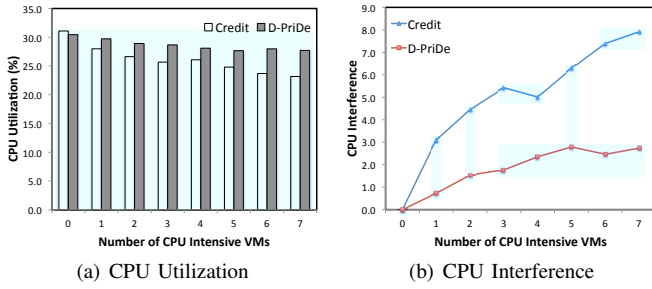 35.0
30.0
25.0
20.0
15.0
10.0
5.0
0.0
CPU Utilization (%)
Credit
D-PriDe
0 1 2 3 4 5 6 7
Number of CPU Intensive VMs
(a) CPU Utilization
9.0
8.0
7.0
6.0
5.0
4.0
3.0
2.0
1.0
0.0
CPU Interference
Credit
D-PriDe
0 1 2 3 4 5 6 7
Number of CPU Intensive VMs
(b) CPU Interference